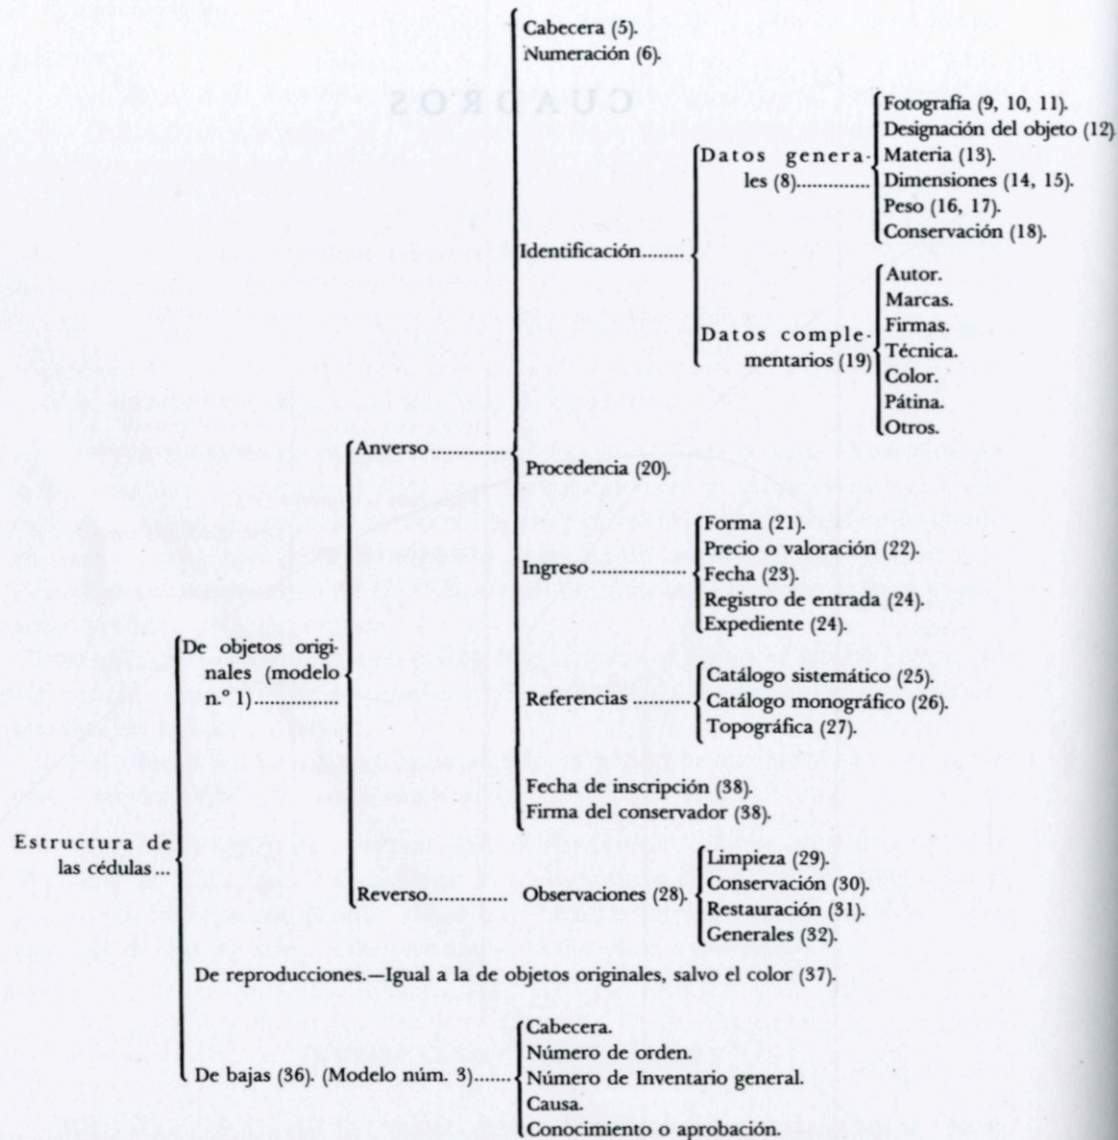 Cabecera (5).
Numeración (6).
CUADROS
Fotografía (9, 10, 11).
Designación del objeto (12)
Datos genera-
les (8)..............
Materia (13).
Dimensiones (14, 15).
Peso (16, 17).
Conservación (18).
Identificación........
Autor.
Marcas.
Firmas.
Datos comple-
mentarios (19)
Técnica.
Color.
Pátina.
Otros.
Anverso...............
Procedencia (20).
Forma (21).
Precio o valoración (22).
Ingreso..................
Fecha (23).
Registro de entrada (24).
Expediente (24).
De objetos origi-
nales (modelo
n.º 1)................
Catálogo sistemático (25).
Referencias ...........
Catálogo monográfico (26).
Topográfica (27).
Fecha de inscripción (38).
Firma del conservador (38).
Estructura de
las cédulas...
Reverso...............
Observaciones (28).
Limpieza (29).
Conservación (30).
Restauración (31).
Generales (32).
De reproducciones.—Igual a la de objetos originales, salvo el color (37).
Cabecera.
Número de orden.
De bajas (36). (Modelo núm. 3).......
Número de Inventario general.
Causa.
Conocimiento o aprobación.